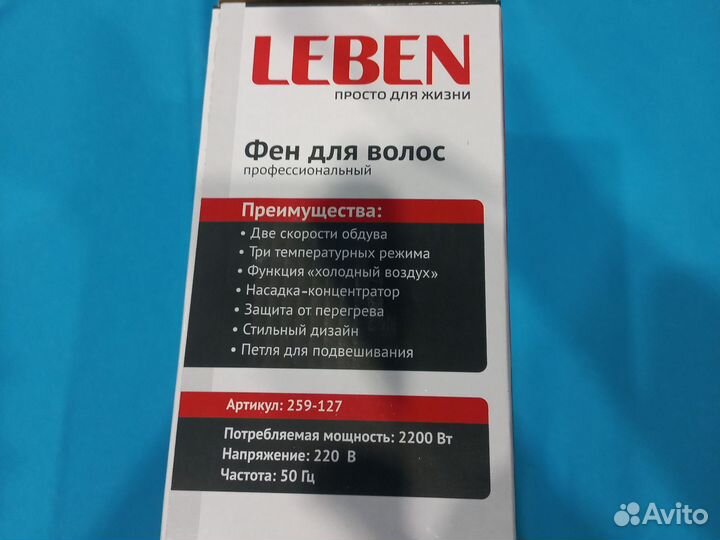 LEBEN
ПРОСТО ДЛЯ ЖИЗНИ
Фен для волос
профессиональный
Преимущества:
• Две скорости обдува
• Три температурных режима
• Функция «холодный воздух»
• Насадка-концентратор
• Защита от перегрева
• Стильный дизайн
• Петля для подвешивания
Артикул: 259-127
Потребляемая мощность: 2200 Вт
Напряжение: 220 В
Частота: 50 Гц
Avito